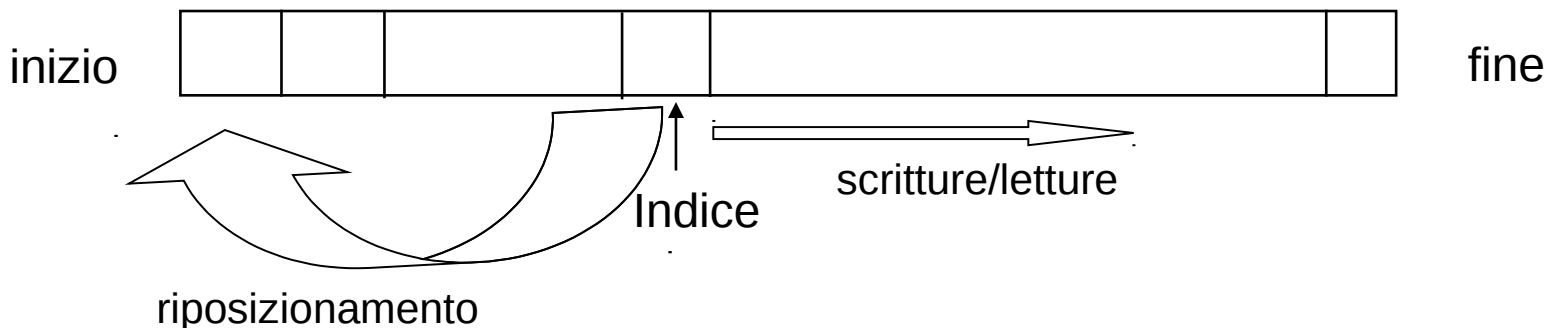 inizio
fine
scritture/letture
Indice
riposizionamento